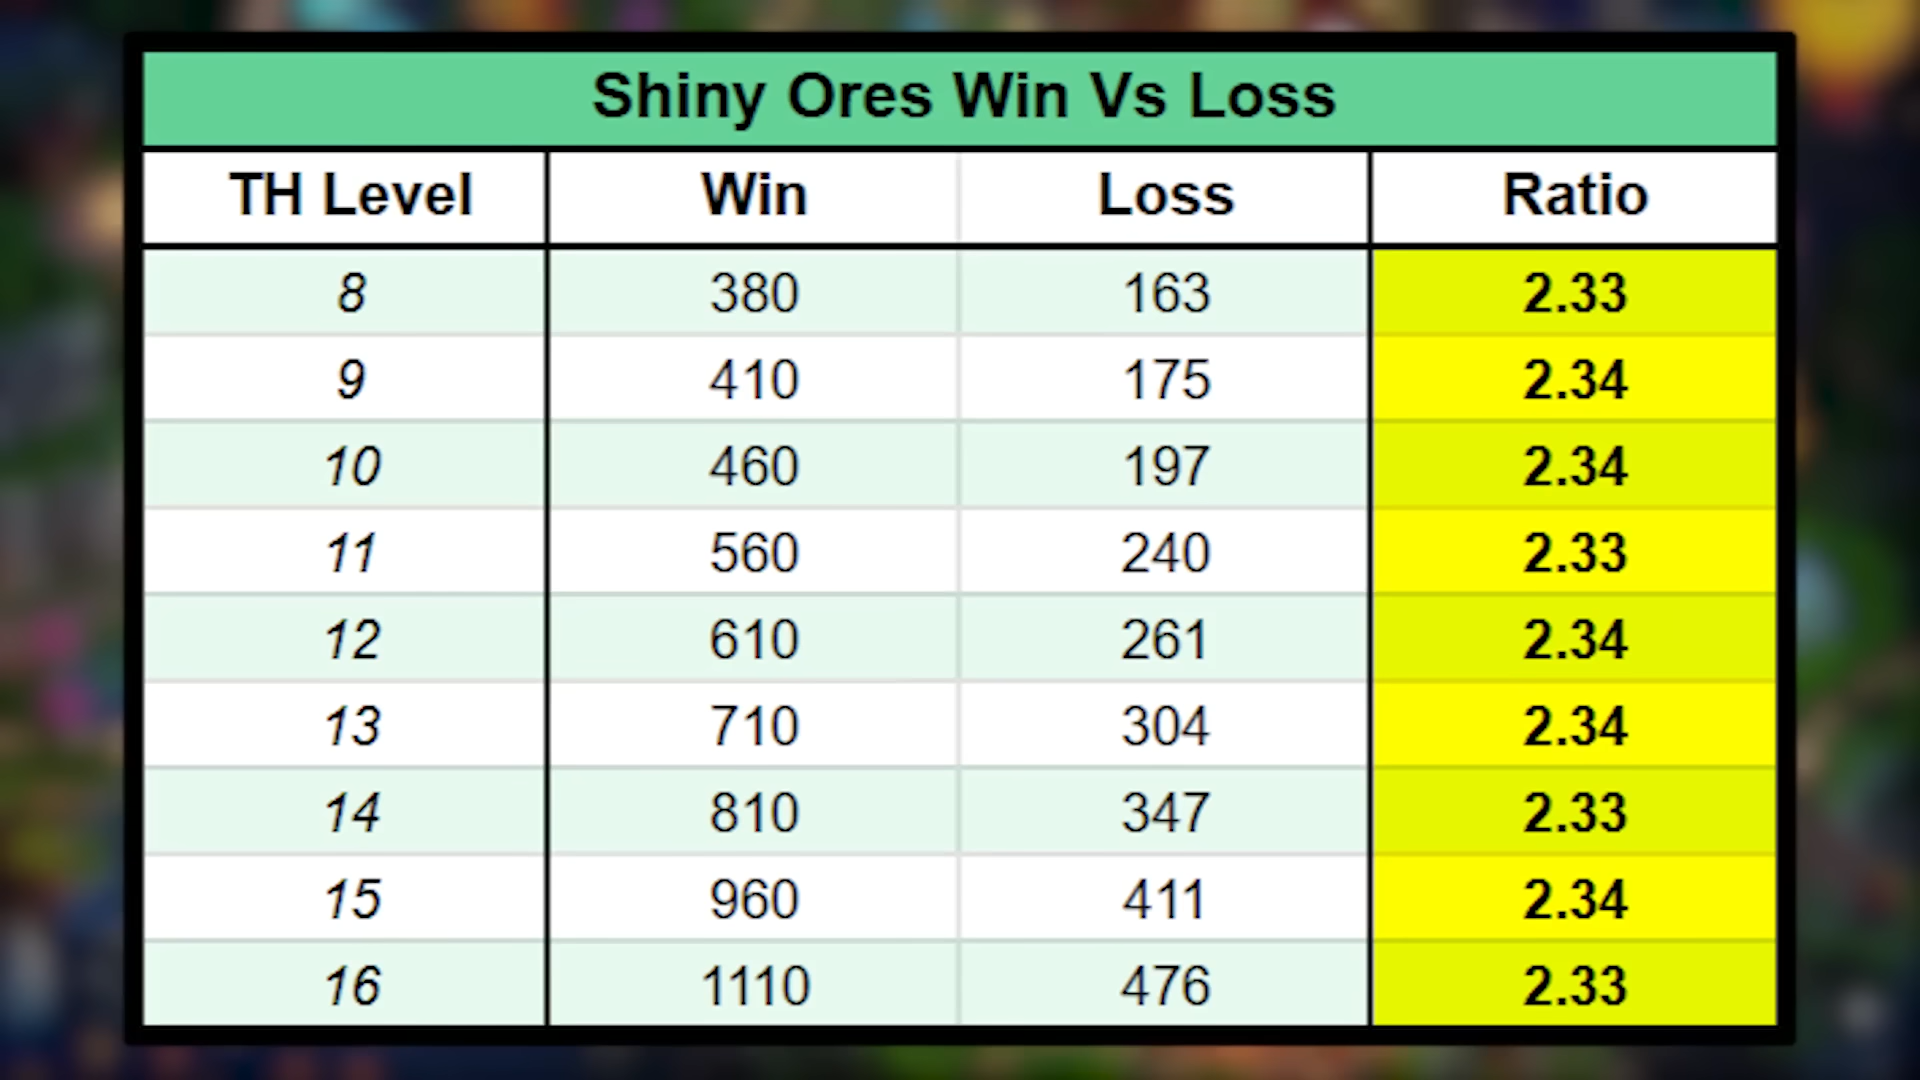 Shiny Ores Win Vs Loss
TH Level Win Loss Ratio
8 380 163 2.33
9 410 175 2.34
10 460 197 2.34
11 560 240 2.33
12 610 261 2.34
13 710 304 2.34
14 810 347 2.33
15 960 411 2.34
16 1110 476 2.33